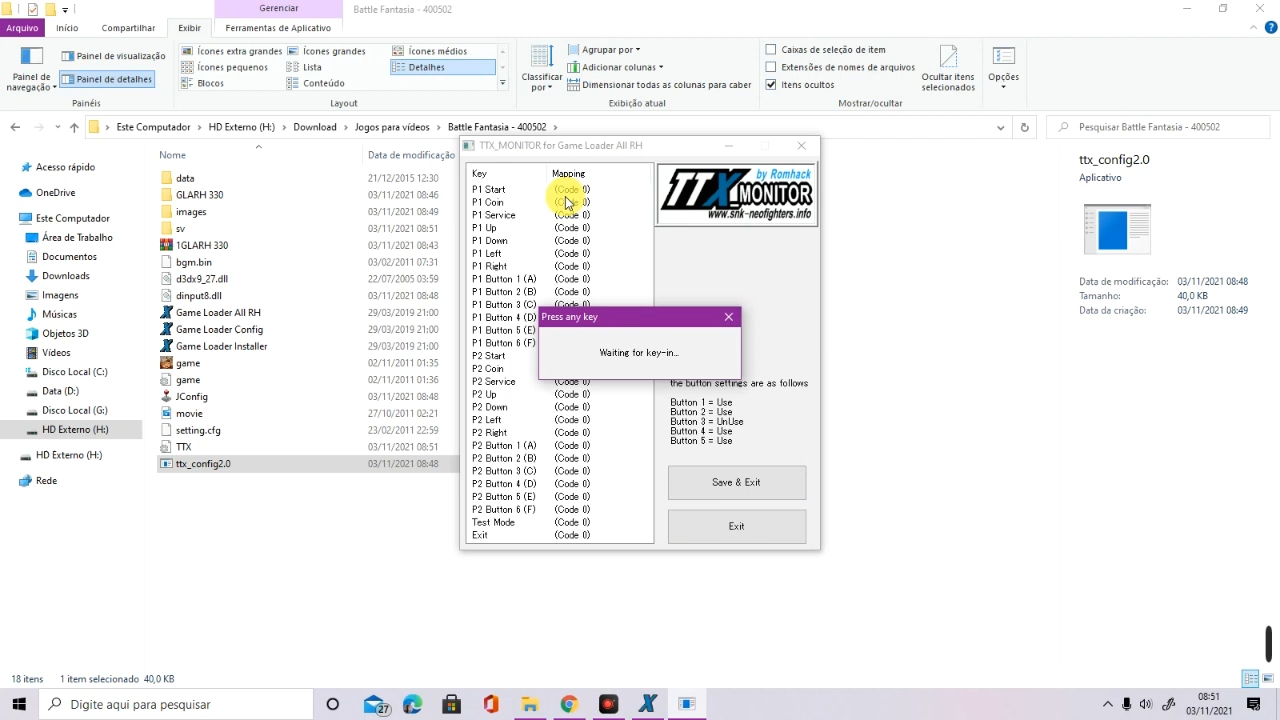 Gerenciar
Battle Fantasia - 400502
Arquivo
Início
Compartilhar
Exibir
Ferramentas de Aplicativo
Painel de navegação
Painel de visualização
Painel de detalhes
Painéis
Ícones extra grandes
Ícones grandes
Ícones médios
Ícones pequenos
Lista
Detalhes
Blocos
Conteúdo
Layout
Classificar por
Agrupar por
Adicionar colunas
Dimensionar todas as colunas para caber
Exibição atual
Caixas de seleção de item
Extensões de nomes de arquivos
Itens ocultos
Ocultar itens selecionados
Mostrar/ocultar
Opções
Este Computador > HD Externo (H:) > Download > Jogos para vídeos > Battle Fantasia - 400502 >
Pesquisar Battle Fantasia - 400502
Acesso rápido
OneDrive
Este Computador
Área de Trabalho
Documentos
Downloads
Imagens
Músicas
Objetos 3D
Vídeos
Disco Local (C:)
Data (D:)
Disco Local (G:)
HD Externo (H:)
HD Externo (H:)
Rede
Nome Data de modificação
data 21/12/2015 12:30
GLARH 330 03/11/2021 08:46
images 03/11/2021 08:49
sv 03/11/2021 08:51
1GLARH 330 03/11/2021 08:43
bgm.bin 03/02/2011 07:31
d3dx9_27.dll 22/07/2005 03:59
dinput8.dll 03/11/2021 08:48
Game Loader All RH 29/03/2019 21:00
Game Loader Config 29/03/2019 21:00
Game Loader Installer 29/03/2019 21:00
game 02/11/2011 01:35
game 02/11/2011 01:36
JConfig 03/11/2021 08:48
movie 27/10/2011 02:21
setting.cfg 23/02/2011 22:59
TTX 03/11/2021 08:51
ttx_config2.0 03/11/2021 08:48
TTX_MONITOR for Game Loader All RH
Key Mapping
P1 Start (Code 0)
P1 Coin
P1 Service (Code 0)
P1 Up (Code 0)
P1 Down (Code 0)
P1 Left (Code 0)
P1 Right (Code 0)
P1 Button 1 (A) (Code 0)
P1 Button 2 (B) (Code 0)
P1 Button 3 (C) (Code 0)
P1 Button 4 (D)
P1 Button 5 (E)
P1 Button 6 (F)
P2 Start
P2 Coin
P2 Service (Code 0)
P2 Up (Code 0)
P2 Down (Code 0)
P2 Left (Code 0)
P2 Right (Code 0)
P2 Button 1 (A) (Code 0)
P2 Button 2 (B) (Code 0)
P2 Button 3 (C) (Code 0)
P2 Button 4 (D) (Code 0)
P2 Button 5 (E) (Code 0)
P2 Button 6 (F) (Code 0)
Test Mode (Code 0)
Exit (Code 0)
TTX MONITOR by Romhack
www.snk-neofighters.info
Press any key
Waiting for key-in...
the button settings are as follows
Button 1 = Use
Button 2 = Use
Button 3 = UnUse
Button 4 = Use
Button 5 = Use
Save & Exit
Exit
ttx_config2.0
Aplicativo
Data de modificação: 03/11/2021 08:48
Tamanho: 40,0 KB
Data da criação: 03/11/2021 08:49
18 itens 1 item selecionado 40,0 KB
Digite aqui para pesquisar
27
08:51
03/11/2021